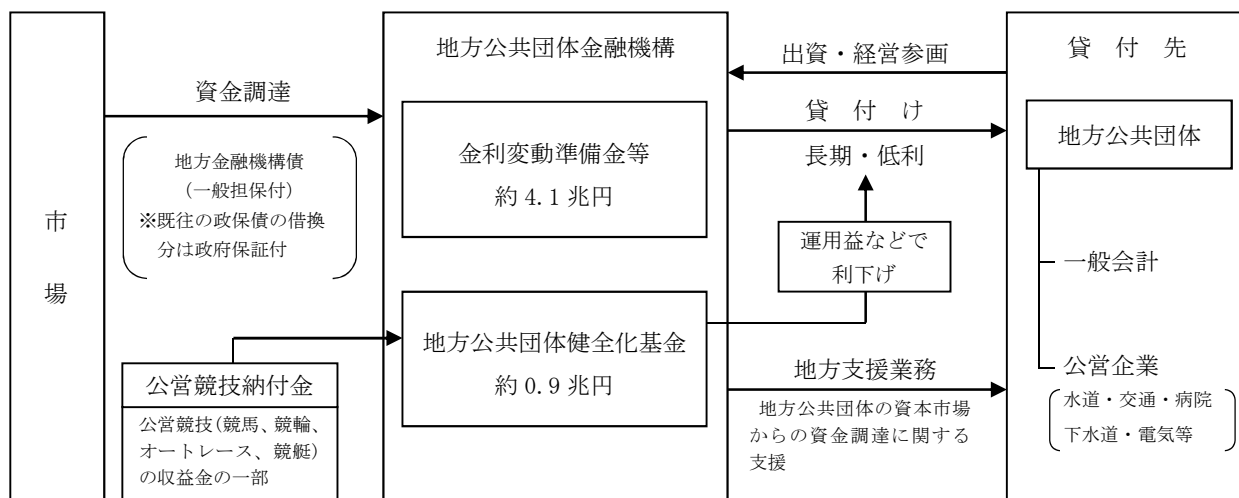 市
場
資金調達
地方金融機構債
(一般担保付)
※既往の政保債の借換
分は政府保証付
公営競技納付金
公営競技(競馬、競輪、
オートレース、競艇)
の収益金の一部
地方公共団体金融機構
金利変動準備金等
約4.1兆円
地方公共団体健全化基金
約0.9兆円
出資・経営参画
貸 付 け
長期・低利
運用益などで
利下げ
地方支援業務
地方公共団体の資本市場
からの資金調達に関する
支援
貸 付 先
地方公共団体
一般会計
公営企業
水道・交通・病院
下水道・電気等